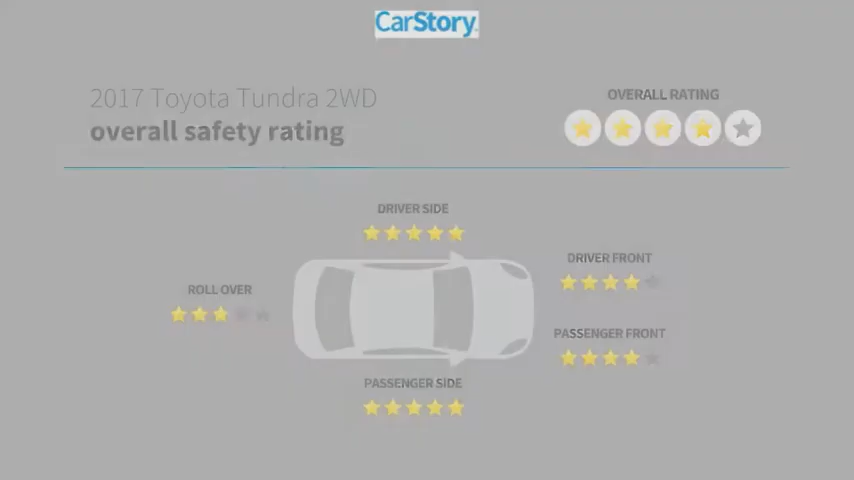 CarStory
2017 Toyota Tundra 2WD
overall safety rating
OVERALL RATING
DRIVER SIDE
DRIVER FRONT
ROLL OVER
PASSENGER FRONT
PASSENGER SIDE